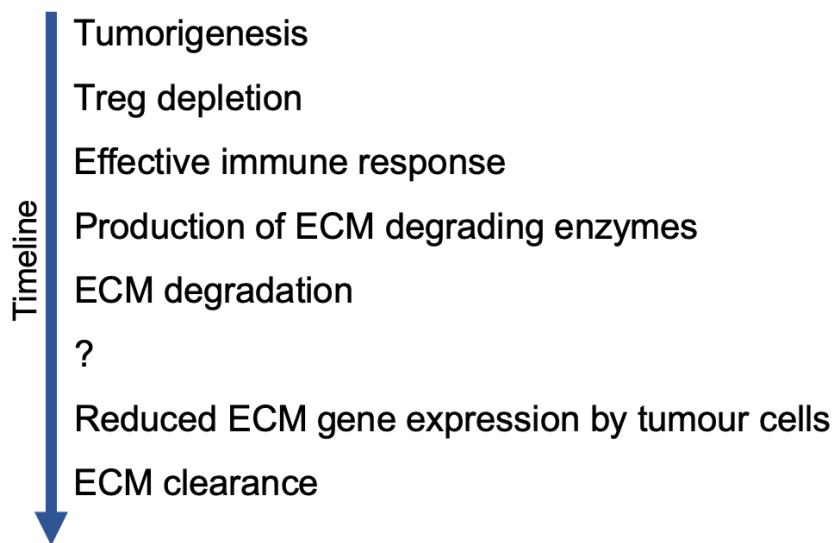 Timeline
Tumorigenesis
Treg depletion
Effective immune response
Production of ECM degrading enzymes
ECM degradation
?
Reduced ECM gene expression by tumour cells
ECM clearance